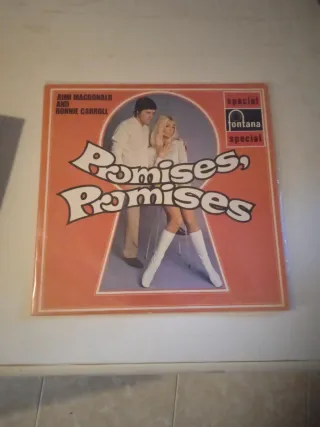 AIMI MACDONALD
AND
RONNIE CARROLL
special
fontana
special
Promises,
Promises